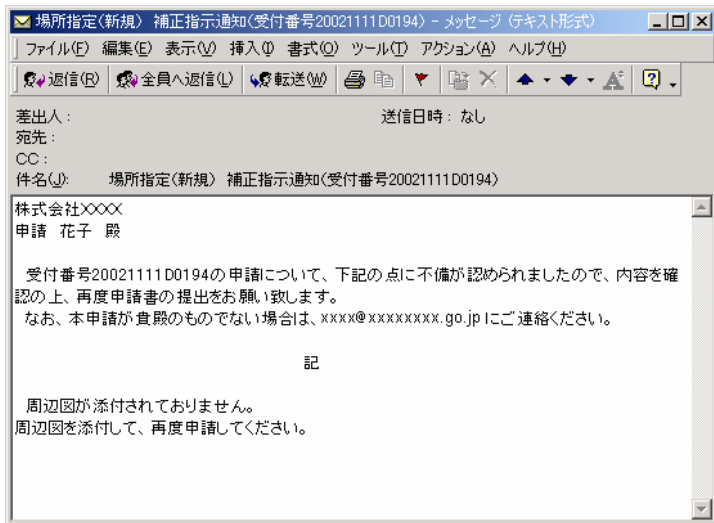 場所指定(新規) 補正指示通知(受付番号20021111D0194) - メッセージ (テキスト形式)
ファイル(F) 編集(E) 表示(V) 挿入(I) 書式(O) ツール(T) アクション(A) ヘルプ(H)
返信(R) 全員へ返信(L) 転送(W)
差出人: 送信日時: なし
宛先:
CC:
件名(J): 場所指定(新規) 補正指示通知(受付番号20021111D0194)
株式会社XXXX
申請 花子 殿
受付番号20021111D0194の申請について、下記の点に不備が認められましたので、内容を確
認の上、再度申請書の提出をお願い致します。
なお、本申請が貴殿のものでない場合は、xxxx@xxxxxxxx.go.jpにご連絡ください。
記
周辺図が添付されておりません。
周辺図を添付して、再度申請してください。